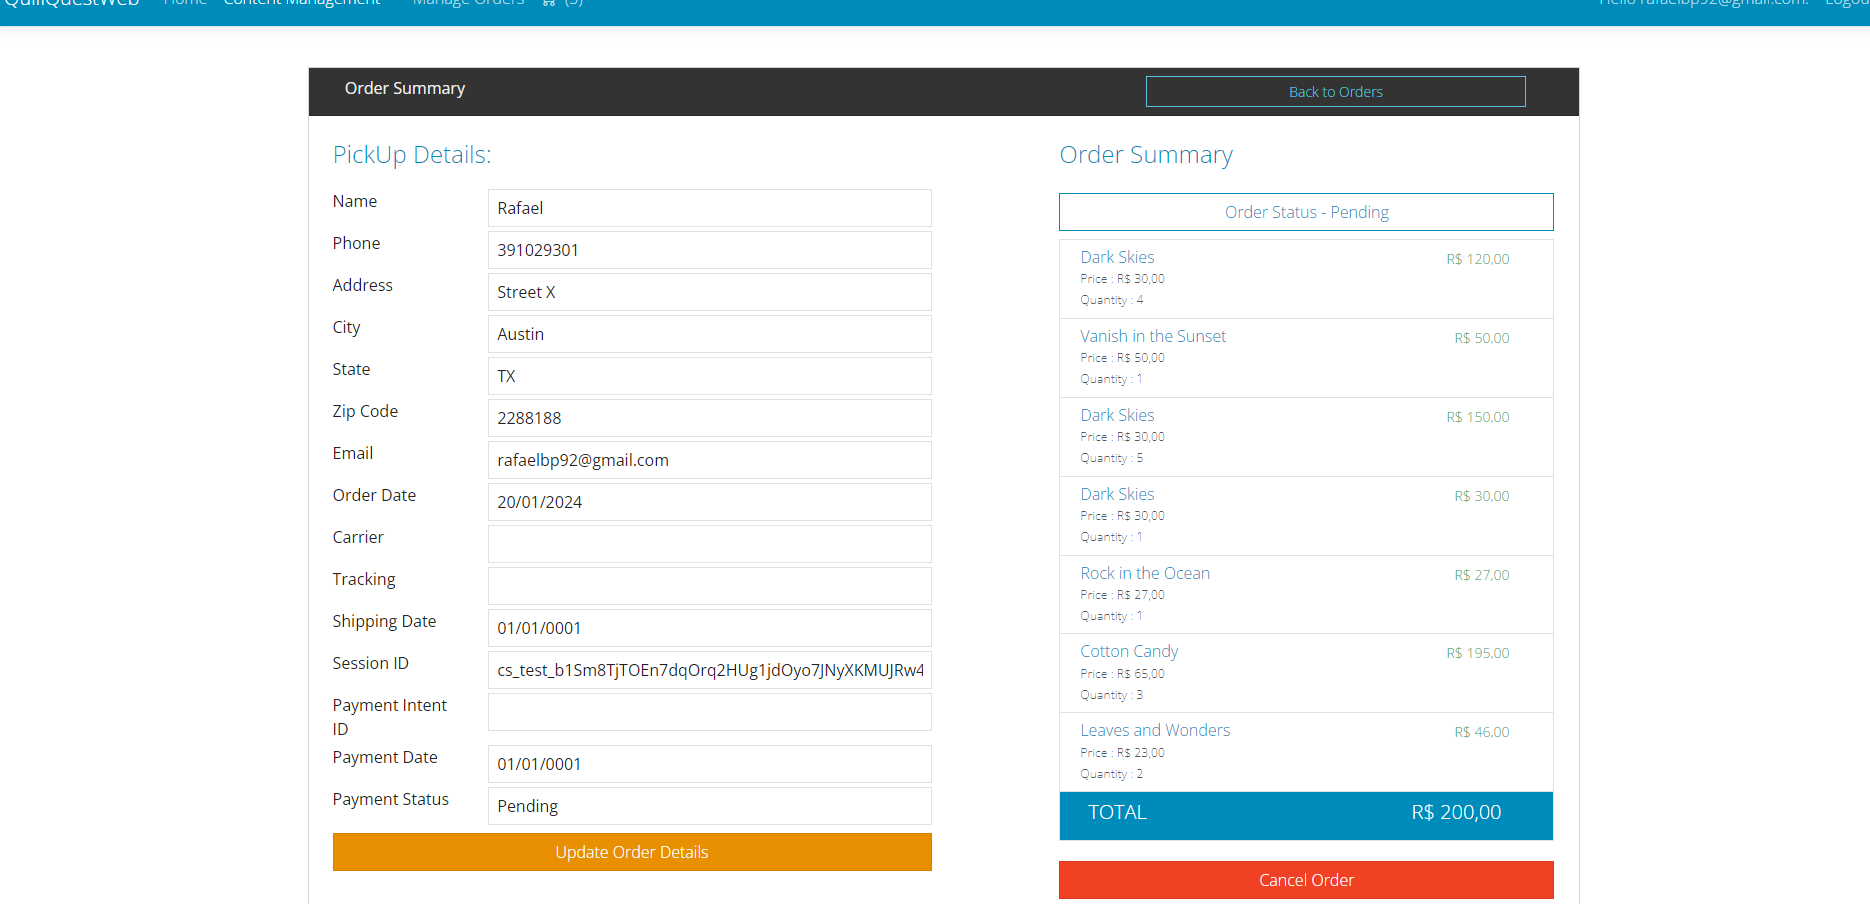 QuillQuestWeb Home Content Management Manage Orders (3) Hello rafaelbp92@gmail.com! Logout
Order Summary
Back to Orders
PickUp Details:
Name
Rafael
Phone
391029301
Address
Street X
City
Austin
State
TX
Zip Code
2288188
Email
rafaelbp92@gmail.com
Order Date
20/01/2024
Carrier
Tracking
Shipping Date
01/01/0001
Session ID
cs_test_b1Sm8TjTOEn7dqOrq2HUg1jdOyo7JNyXKMUJRw4
Payment Intent
ID
Payment Date
01/01/0001
Payment Status
Pending
Update Order Details
Order Summary
Order Status - Pending
Dark Skies
R$ 120,00
Price : R$ 30,00
Quantity : 4
Vanish in the Sunset
R$ 50,00
Price : R$ 50,00
Quantity : 1
Dark Skies
R$ 150,00
Price : R$ 30,00
Quantity : 5
Dark Skies
R$ 30,00
Price : R$ 30,00
Quantity : 1
Rock in the Ocean
R$ 27,00
Price : R$ 27,00
Quantity : 1
Cotton Candy
R$ 195,00
Price : R$ 65,00
Quantity : 3
Leaves and Wonders
R$ 46,00
Price : R$ 23,00
Quantity : 2
TOTAL
R$ 200,00
Cancel Order